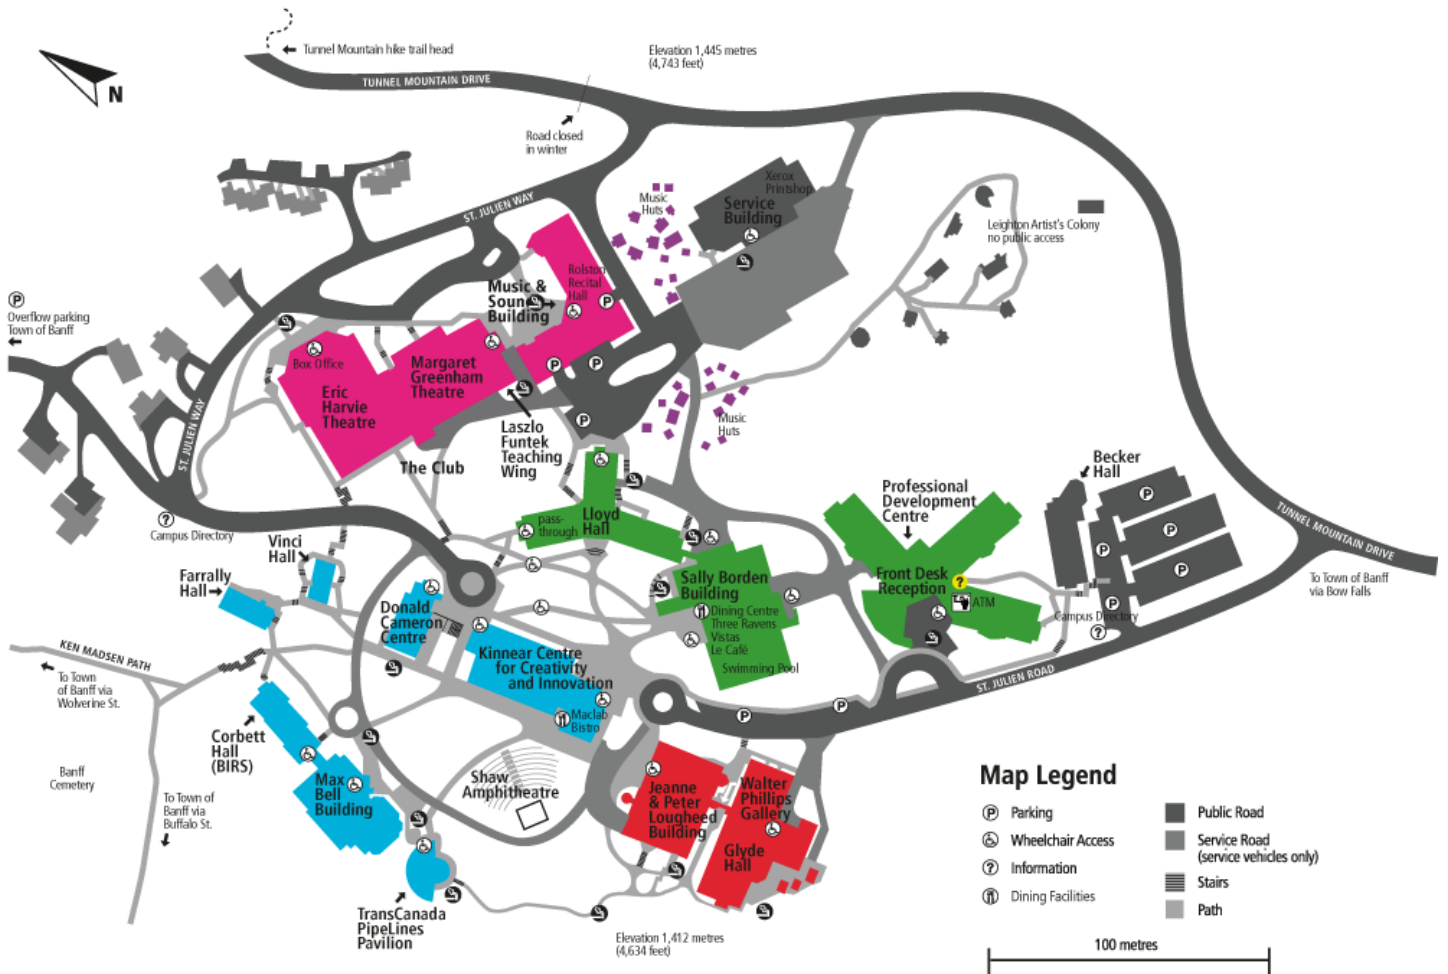 Tunnel Mountain hike trail head
Elevation 1,445 metres
(4,743 feet)
TUNNEL MOUNTAIN DRIVE
N
Road closed
in winter
Xerox
Printshop
Music
Huts
Service
Building
ST. JULIEN WAY
Leighton Artist's Colony
no public access
Rolston
Recital
Hall
Music &
Sound
Building
P
Overflow parking
Town of Banff
Box Office
Margaret
Greenham
Theatre
Eric
Harvie
Theatre
Laszlo
Funtek
Teaching
Wing
Music
Huts
ST. JULIEN WAY
The Club
Becker
Hall
Professional
Development
Centre
TUNNEL MOUNTAIN DRIVE
pass-
through
Lloyd
Hall
Campus Directory
Vinci
Hall
Farrally
Hall
Sally Borden
Building
Dining Centre
Three Ravens
Vistas
Le Café
Swimming Pool
Front Desk
Reception
ATM
Campus Directory
To Town of Banff
via Bow Falls
Donald
Cameron
Centre
KEN MADSEN PATH
To Town
of Banff via
Wolverine St.
Kinnear Centre
for Creativity
and Innovation
Maclab
Bistro
ST. JULIEN ROAD
Corbett
Hall
(BIRS)
Banff
Cemetery
To Town of
Banff via
Buffalo St.
Max
Bell
Building
Shaw
Amphitheatre
Jeanne
& Peter
Lougheed
Building
Walter
Phillips
Gallery
Glyde
Hall
TransCanada
PipeLines
Pavilion
Elevation 1,412 metres
(4,634 feet)
Map Legend
P Parking
Wheelchair Access
? Information
Dining Facilities
Public Road
Service Road
(service vehicles only)
Stairs
Path
100 metres